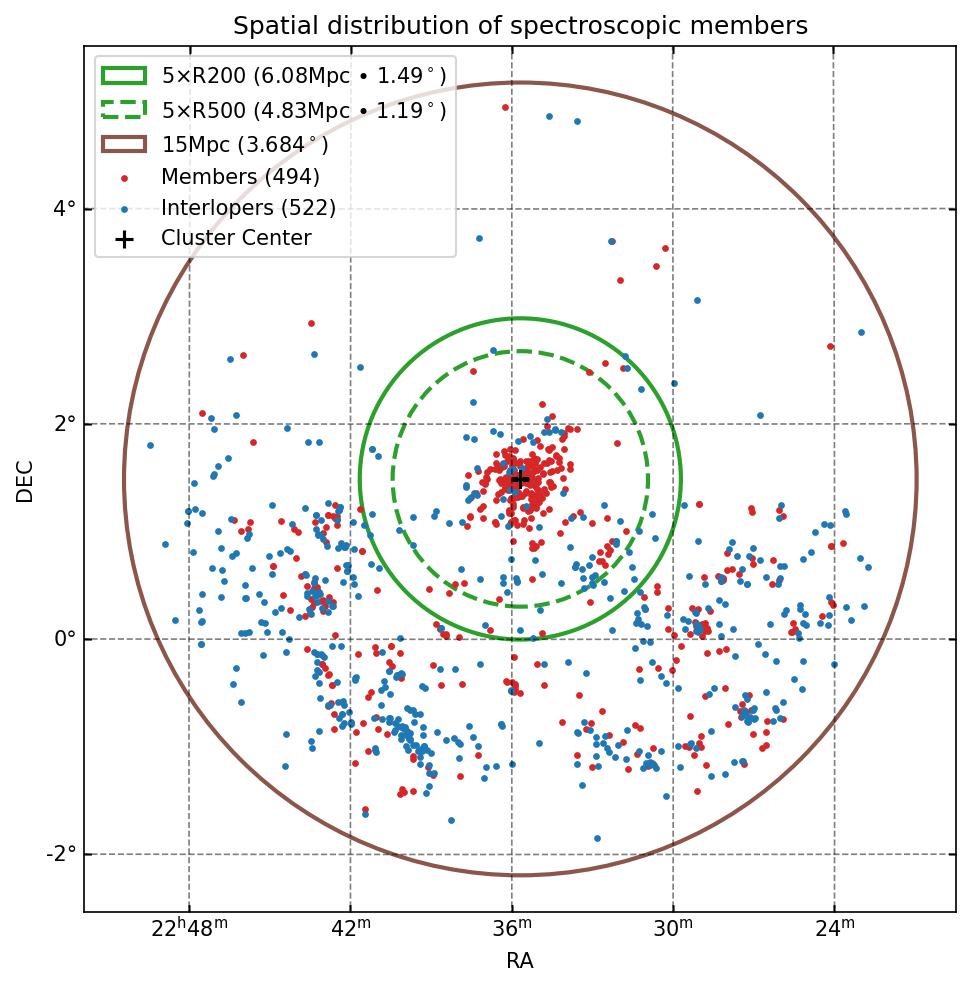 Spatial distribution of spectroscopic members
5×R200 (6.08Mpc • 1.49°)
5×R500 (4.83Mpc • 1.19°)
15Mpc (3.684°)
Members (494)
Interlopers (522)
Cluster Center
4°
2°
0°
-2°
DEC
22ʰ48ᵐ 42ᵐ 36ᵐ 30ᵐ 24ᵐ
RA